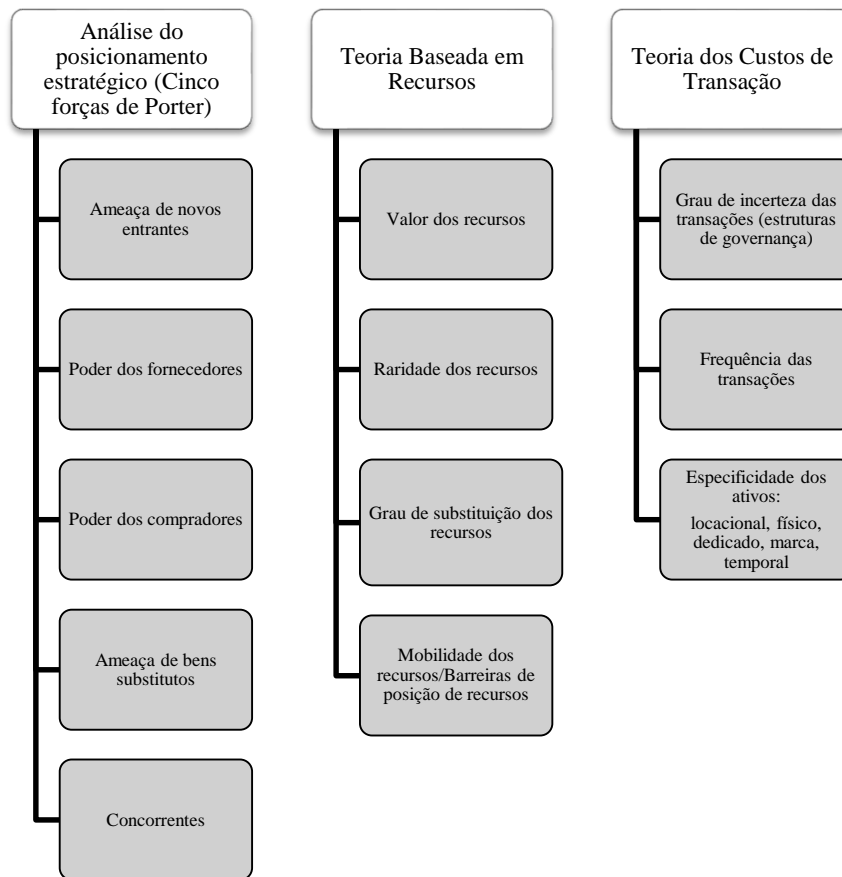 Análise do
posicionamento
estratégico (Cinco
forças de Porter)
Ameaça de novos
entrantes
Poder dos fornecedores
Poder dos compradores
Ameaça de bens
substitutos
Concorrentes
Teoria Baseada em
Recursos
Valor dos recursos
Raridade dos recursos
Grau de substituição dos
recursos
Mobilidade dos
recursos/Barreiras de
posição de recursos
Teoria dos Custos de
Transação
Grau de incerteza das
transações (estruturas
de governança)
Frequência das
transações
Especificidade dos
ativos:
locacional, físico,
dedicado, marca,
temporal